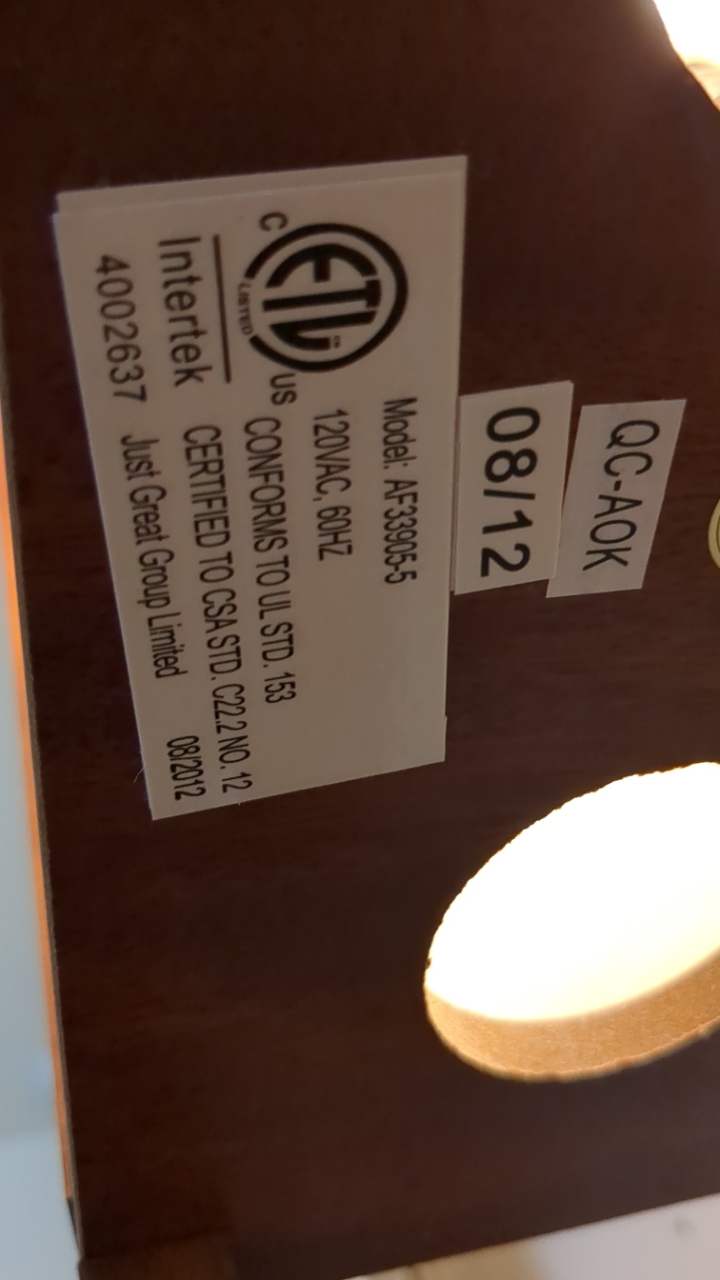 QC-AOK
08/12
Model: AF33905-5
120VAC, 60HZ
CONFORMS TO UL STD. 153
CERTIFIED TO CSA STD. C22.2 NO. 12
Just Great Group Limited 08/2012
C ETL US
LISTED
Intertek
4002637